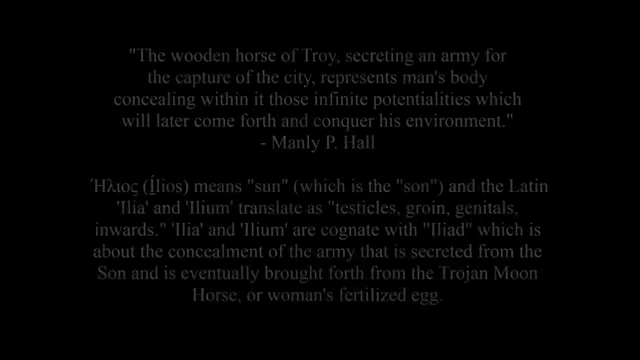 "The wooden horse of Troy, secreting an army for
the capture of the city, represents man's body
concealing within it those infinite potentialities which
will later come forth and conquer his environment."
- Manly P. Hall
Ήλιος (Ílios) means "sun" (which is the "son") and the Latin
'Ilia' and 'Ilium' translate as "testicles, groin, genitals,
inwards." 'Ilia' and 'Ilium' are cognate with "Iliad" which is
about the concealment of the army that is secreted from the
Son and is eventually brought forth from the Trojan Moon
Horse, or woman's fertilized egg.